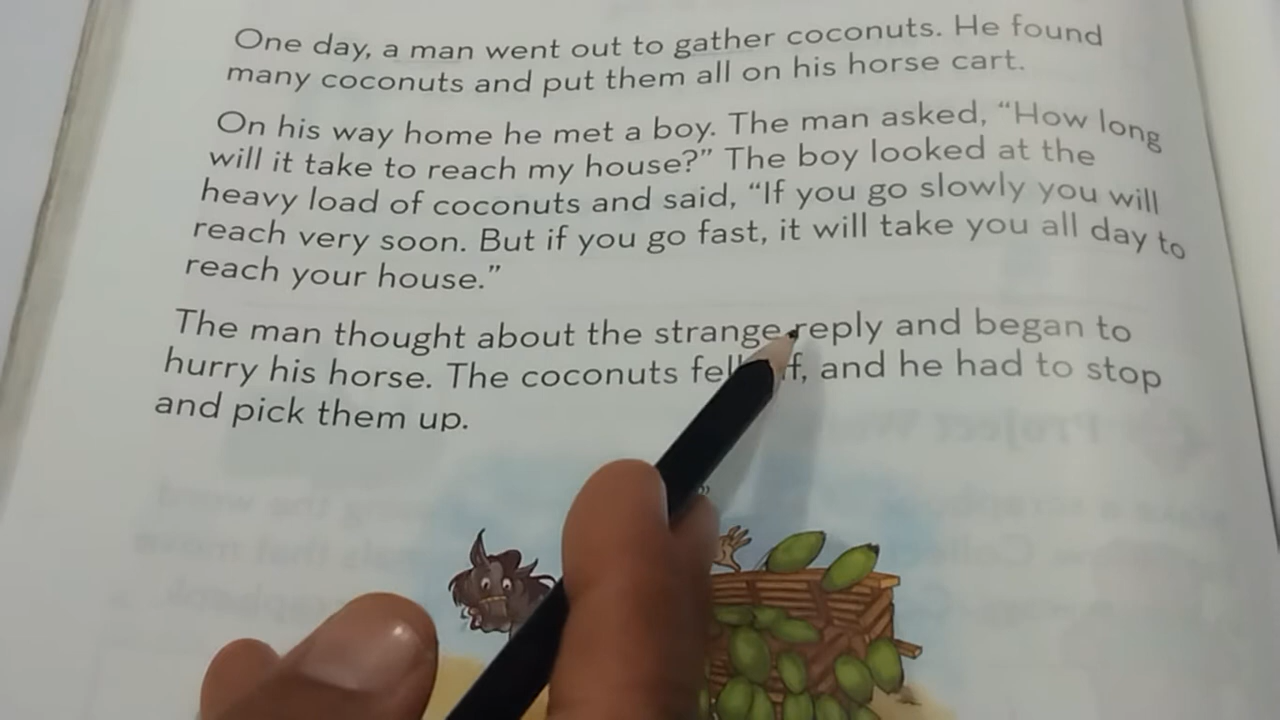 One day, a man went out to gather coconuts. He found
many coconuts and put them all on his horse cart.
On his way home he met a boy. The man asked, “How long
will it take to reach my house?” The boy looked at the
heavy load of coconuts and said, “If you go slowly you will
reach very soon. But if you go fast, it will take you all day to
reach your house.”
The man thought about the strange reply and began to
hurry his horse. The coconuts fell off, and he had to stop
and pick them up.